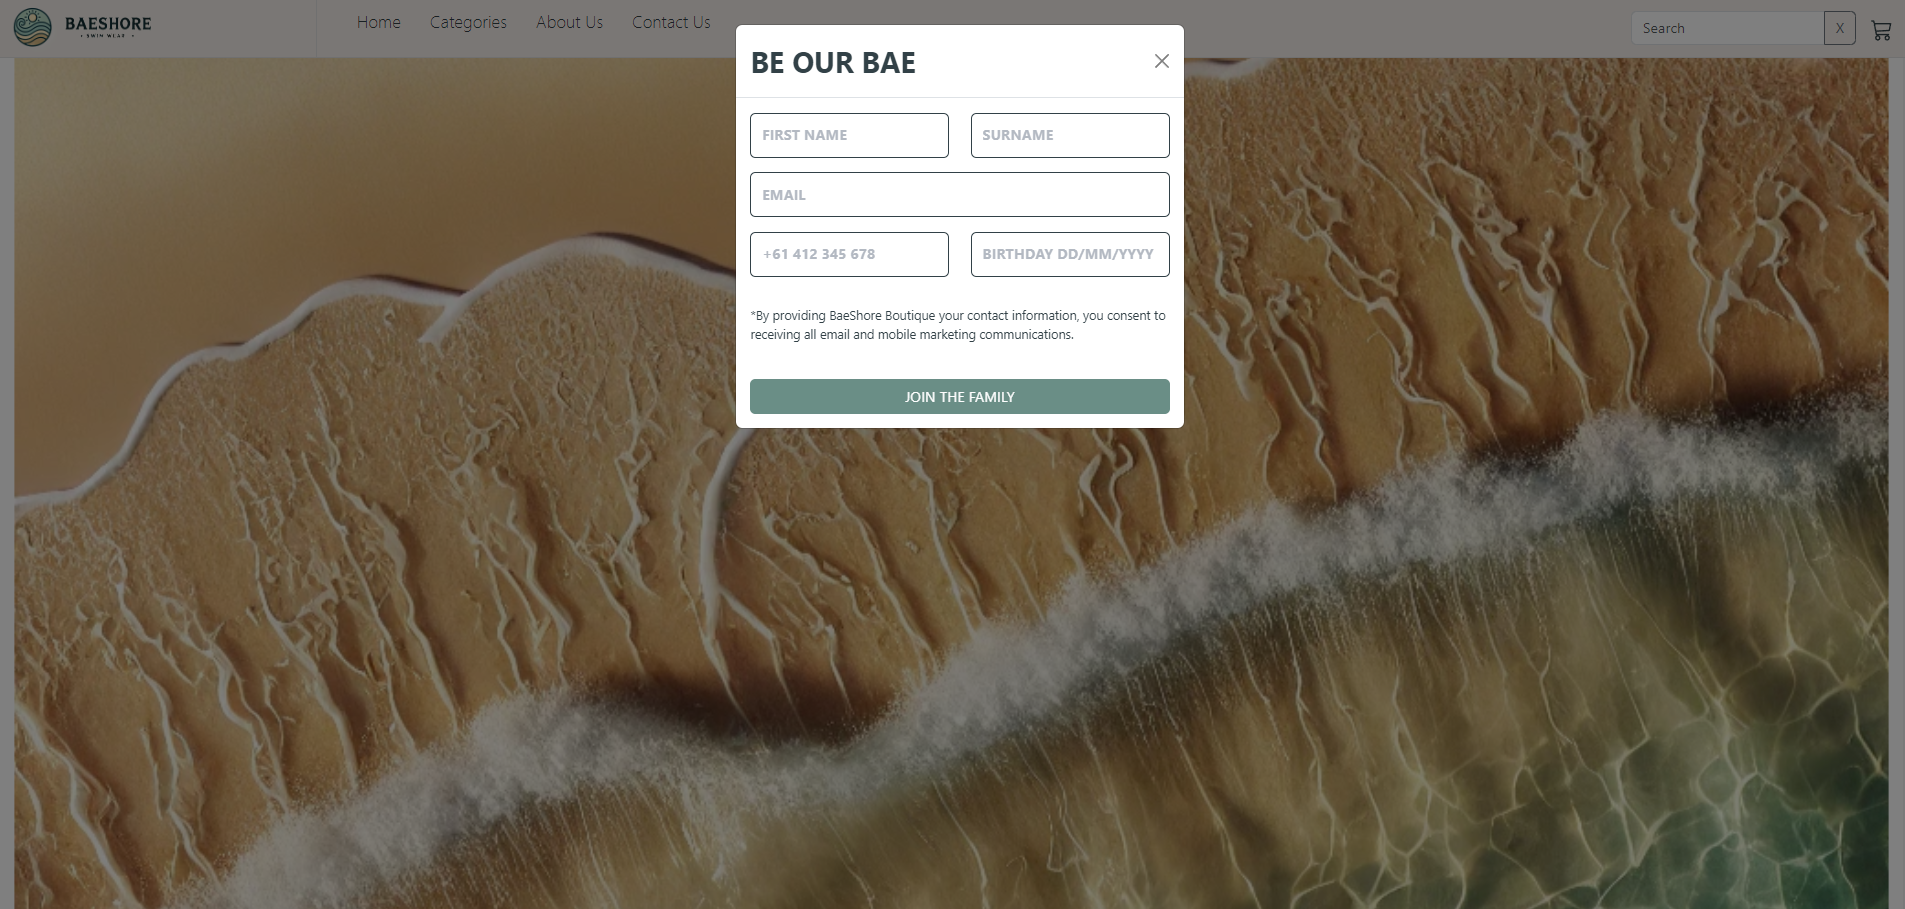 BAESHORE
• SWIM WEAR •
Home
Categories
About Us
Contact Us
Search
X
BE OUR BAE
FIRST NAME
SURNAME
EMAIL
+61 412 345 678
BIRTHDAY DD/MM/YYYY
*By providing BaeShore Boutique your contact information, you consent to
receiving all email and mobile marketing communications.
JOIN THE FAMILY